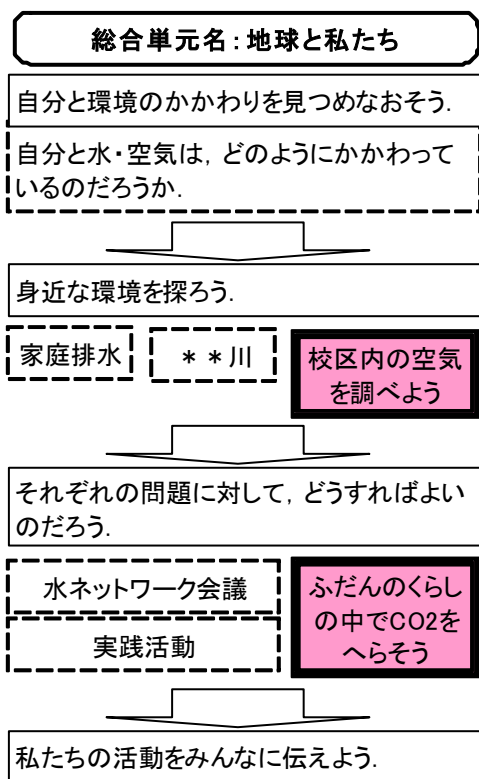 総合単元名：地球と私たち
自分と環境のかかわりを見つめなおそう．
自分と水・空気は，どのようにかかわって
いるのだろうか．
身近な環境を探ろう．
家庭排水
＊＊川
校区内の空気
を調べよう
それぞれの問題に対して，どうすればよい
のだろう．
水ネットワーク会議
実践活動
ふだんのくらし
の中でCO2を
へらそう
私たちの活動をみんなに伝えよう．